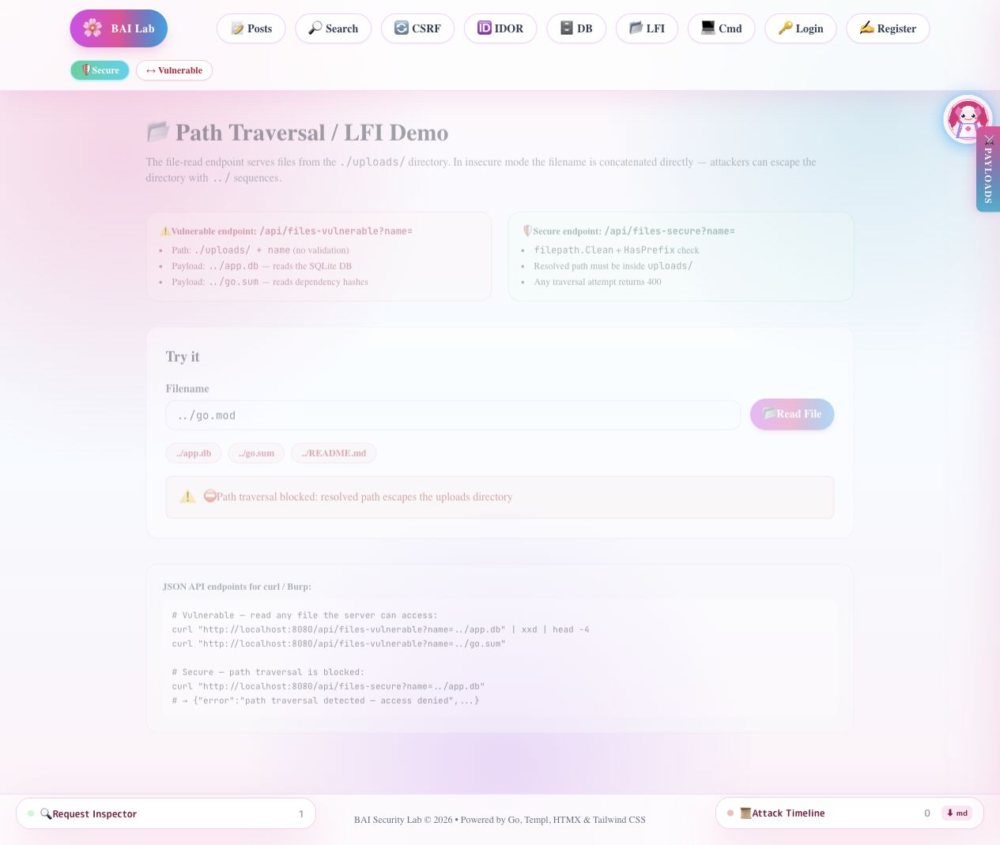 BAI Lab
Posts
Search
CSRF
IDOR
DB
LFI
Cmd
Login
Register
Secure
↔ Vulnerable
PAYLOADS
Path Traversal / LFI Demo
The file-read endpoint serves files from the ./uploads/ directory. In insecure mode the filename is concatenated directly — attackers can escape the
directory with ../ sequences.
Vulnerable endpoint: /api/files-vulnerable?name=
• Path: ./uploads/ + name (no validation)
• Payload: ../app.db — reads the SQLite DB
• Payload: ../go.sum — reads dependency hashes
Secure endpoint: /api/files-secure?name=
• filepath.Clean + HasPrefix check
• Resolved path must be inside uploads/
• Any traversal attempt returns 400
Try it
Filename
../go.mod
Read File
../app.db
../go.sum
../README.md
Path traversal blocked: resolved path escapes the uploads directory
JSON API endpoints for curl / Burp:
# Vulnerable — read any file the server can access:
curl "http://localhost:8080/api/files-vulnerable?name=../app.db" | xxd | head -4
curl "http://localhost:8080/api/files-vulnerable?name=../go.sum"
# Secure — path traversal is blocked:
curl "http://localhost:8080/api/files-secure?name=../app.db"
# → {"error":"path traversal detected — access denied",...}
Request Inspector 1
BAI Security Lab © 2026 • Powered by Go, Templ, HTMX & Tailwind CSS
Attack Timeline 0 ⬇ md